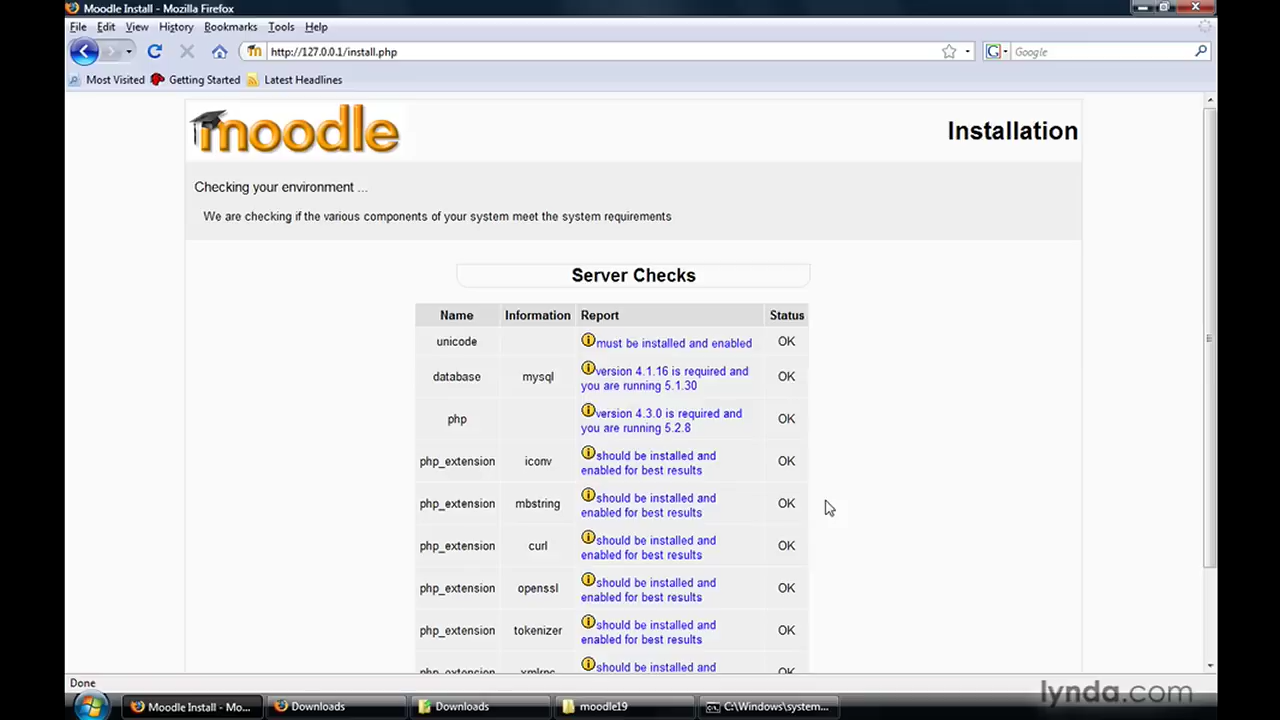 Moodle Install - Mozilla Firefox
File Edit View History Bookmarks Tools Help
http://127.0.0.1/install.php
Google
Most Visited Getting Started Latest Headlines
moodle
Installation
Checking your environment ...
We are checking if the various components of your system meet the system requirements
Server Checks
Name Information Report Status
unicode must be installed and enabled OK
database mysql version 4.1.16 is required and you are running 5.1.30 OK
php version 4.3.0 is required and you are running 5.2.8 OK
php_extension iconv should be installed and enabled for best results OK
php_extension mbstring should be installed and enabled for best results OK
php_extension curl should be installed and enabled for best results OK
php_extension openssl should be installed and enabled for best results OK
php_extension tokenizer should be installed and enabled for best results OK
php_extension xmlrpc should be installed and OK
Done
lynda.com
Moodle Install - Mo... Downloads Downloads moodle19 C:\Windows\system...